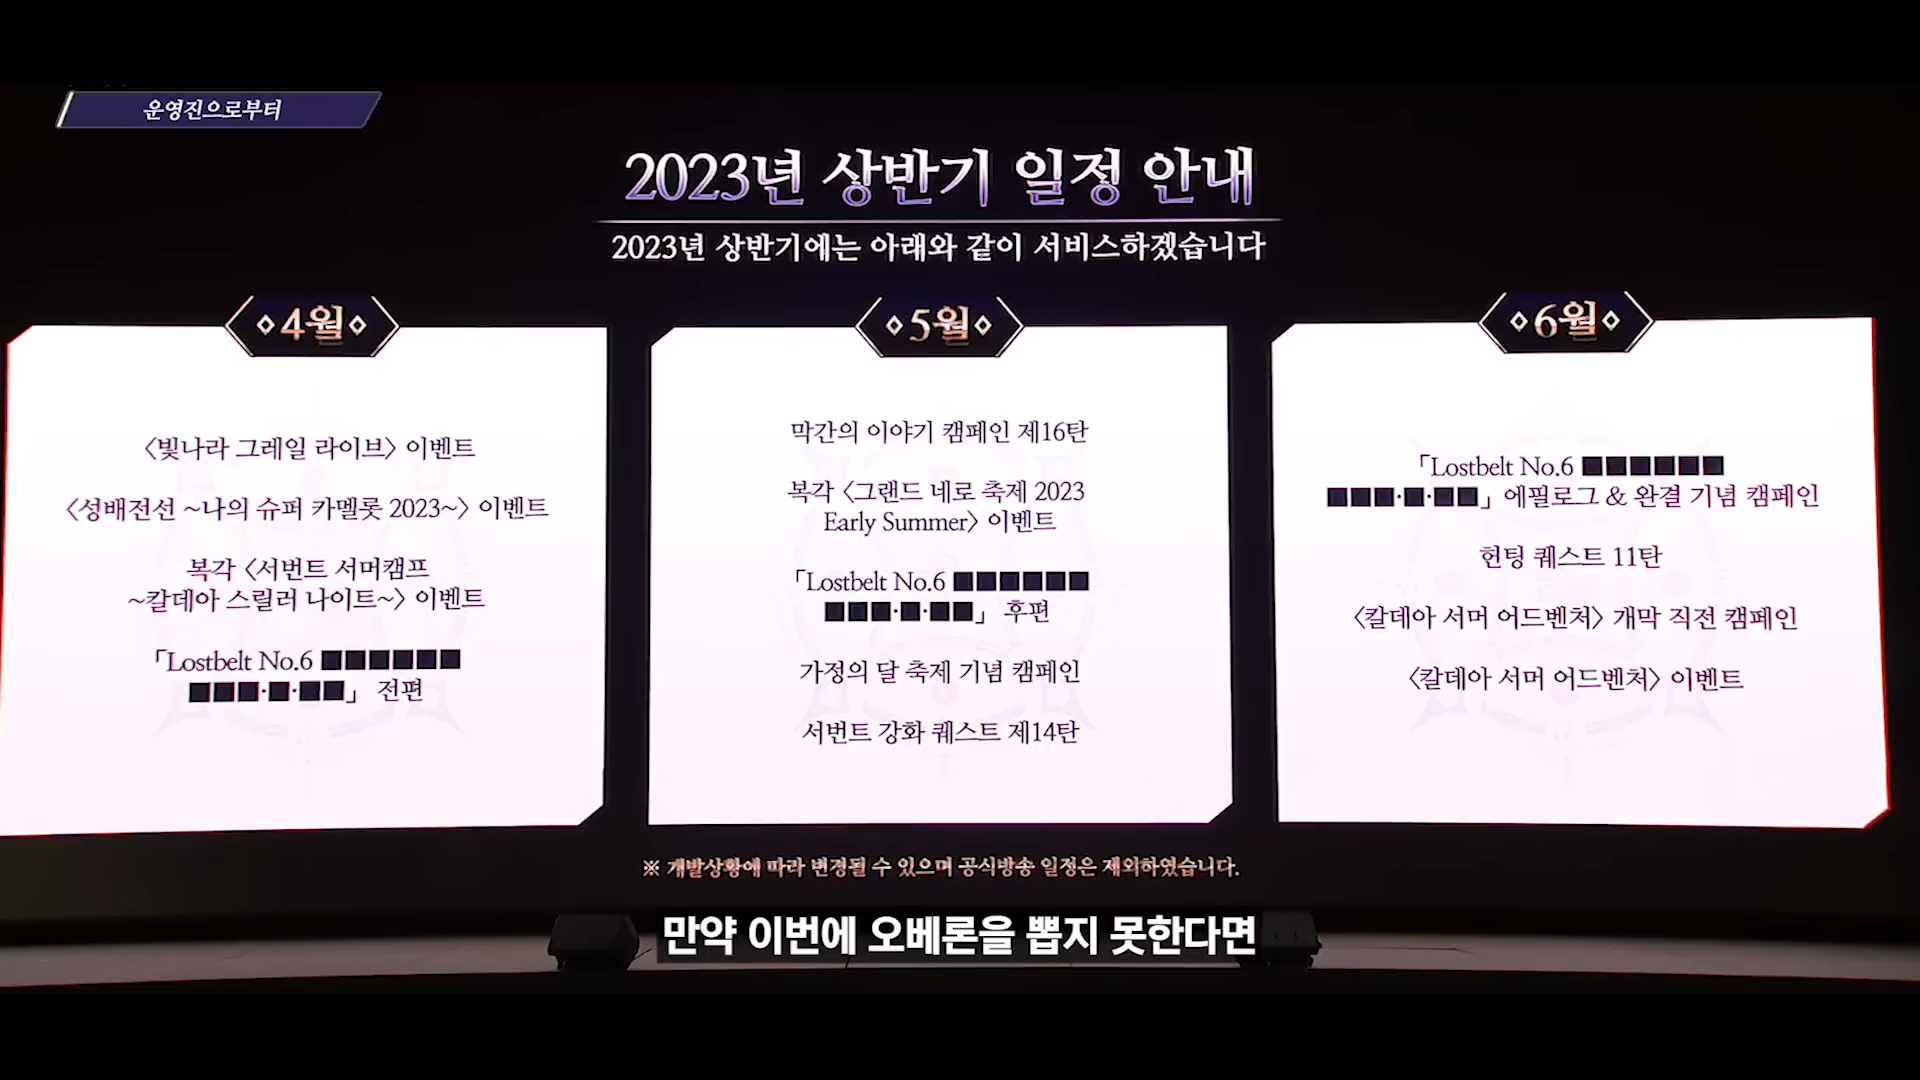 운영진으로부터
2023년 상반기 일정 안내
2023년 상반기에는 아래와 같이 서비스하겠습니다
◇4월◇
〈빛나라 그레일 라이브〉 이벤트
〈성배전선 ~나의 슈퍼 카멜롯 2023~〉 이벤트
복각 〈서번트 서머캠프
~칼데아 스릴러 나이트~〉 이벤트
「Lostbelt No.6 ■■■■■■
■■■·■·■■」 전편
◇5월◇
막간의 이야기 캠페인 제16탄
복각 〈그랜드 네로 축제 2023
Early Summer〉 이벤트
「Lostbelt No.6 ■■■■■■
■■■·■·■■」 후편
가정의 달 축제 기념 캠페인
서번트 강화 퀘스트 제14탄
◇6월◇
「Lostbelt No.6 ■■■■■■
■■■·■·■■」 에필로그 & 완결 기념 캠페인
헌팅 퀘스트 11탄
〈칼데아 서머 어드벤처〉 개막 직전 캠페인
〈칼데아 서머 어드벤처〉 이벤트
※ 개발상황에 따라 변경될 수 있으며 공식방송 일정은 제외하였습니다.
만약 이번에 오베론을 뽑지 못한다면